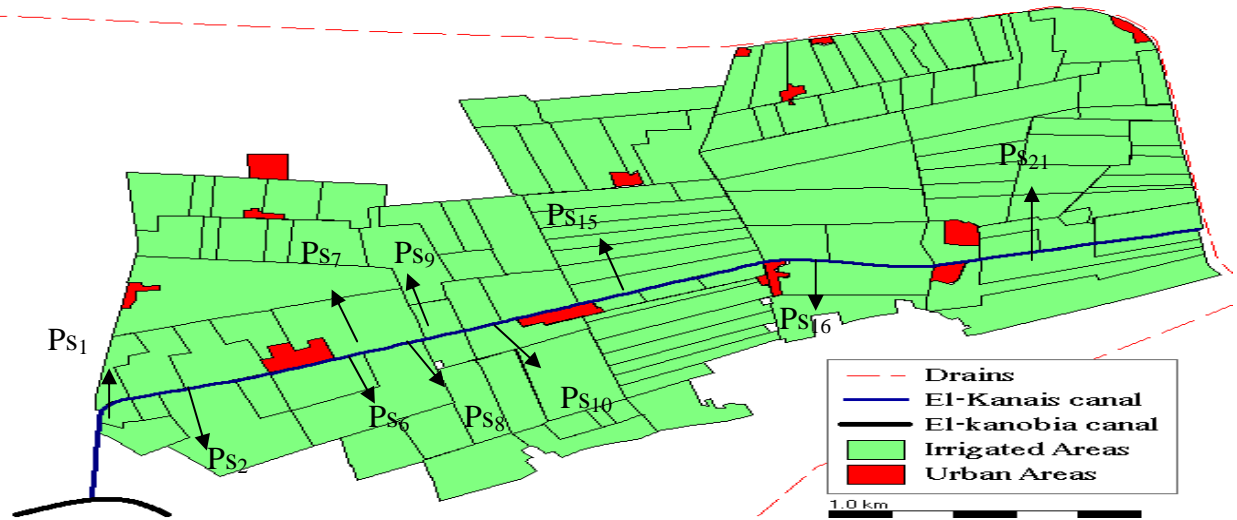 Ps21
Ps15
Ps7
Ps9
Ps16
Ps1
Ps10
Ps6
Ps8
Ps2
Drains
El-Kanais canal
El-kanobia canal
Irrigated Areas
Urban Areas
1.0 km